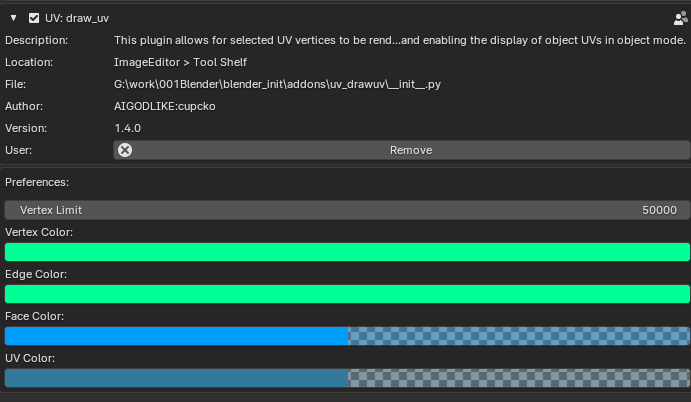 UV: draw_uv
Description: This plugin allows for selected UV vertices to be rend...and enabling the display of object UVs in object mode.
Location: ImageEditor > Tool Shelf
File: G:\work\001Blender\blender_init\addons\uv_drawuv\__init__.py
Author: AIGODLIKE:cupcko
Version: 1.4.0
User: Remove
Preferences:
Vertex Limit 50000
Vertex Color:
Edge Color:
Face Color:
UV Color: